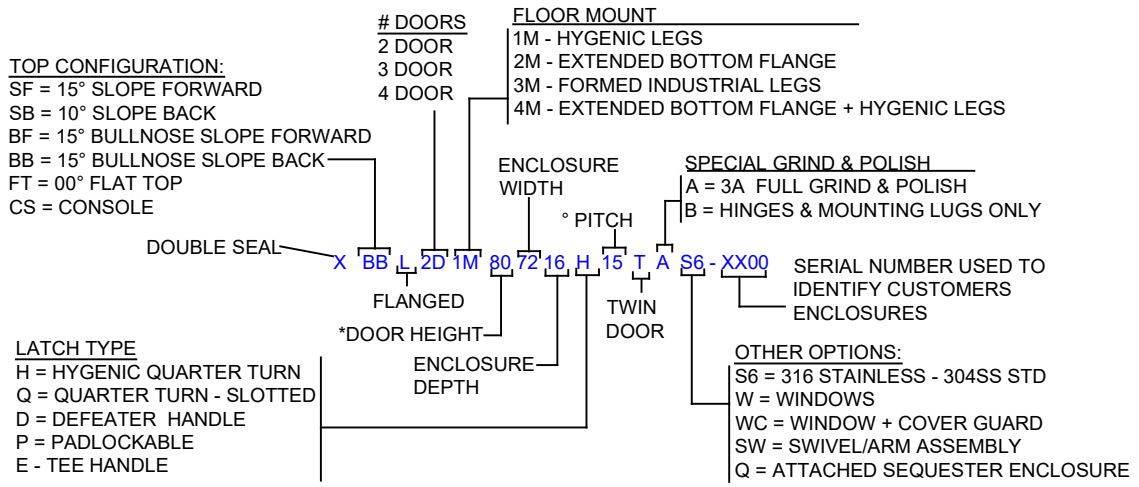 # DOORS
2 DOOR
3 DOOR
4 DOOR
FLOOR MOUNT
1M - HYGENIC LEGS
2M - EXTENDED BOTTOM FLANGE
3M - FORMED INDUSTRIAL LEGS
4M - EXTENDED BOTTOM FLANGE + HYGENIC LEGS
TOP CONFIGURATION:
SF = 15° SLOPE FORWARD
SB = 10° SLOPE BACK
BF = 15° BULLNOSE SLOPE FORWARD
BB = 15° BULLNOSE SLOPE BACK
FT = 00° FLAT TOP
CS = CONSOLE
ENCLOSURE
WIDTH
SPECIAL GRIND & POLISH
A = 3A  FULL GRIND & POLISH
B = HINGES & MOUNTING LUGS ONLY
° PITCH
DOUBLE SEAL
X BB L 2D 1M 80 72 16 H 15 T A S6 - XX00
FLANGED
*DOOR HEIGHT
ENCLOSURE
DEPTH
TWIN
DOOR
SERIAL NUMBER USED TO
IDENTIFY CUSTOMERS
ENCLOSURES
LATCH TYPE
H = HYGENIC QUARTER TURN
Q = QUARTER TURN - SLOTTED
D = DEFEATER  HANDLE
P = PADLOCKABLE
E - TEE HANDLE
OTHER OPTIONS:
S6 = 316 STAINLESS - 304SS STD
W = WINDOWS
WC = WINDOW + COVER GUARD
SW = SWIVEL/ARM ASSEMBLY
Q = ATTACHED SEQUESTER ENCLOSURE